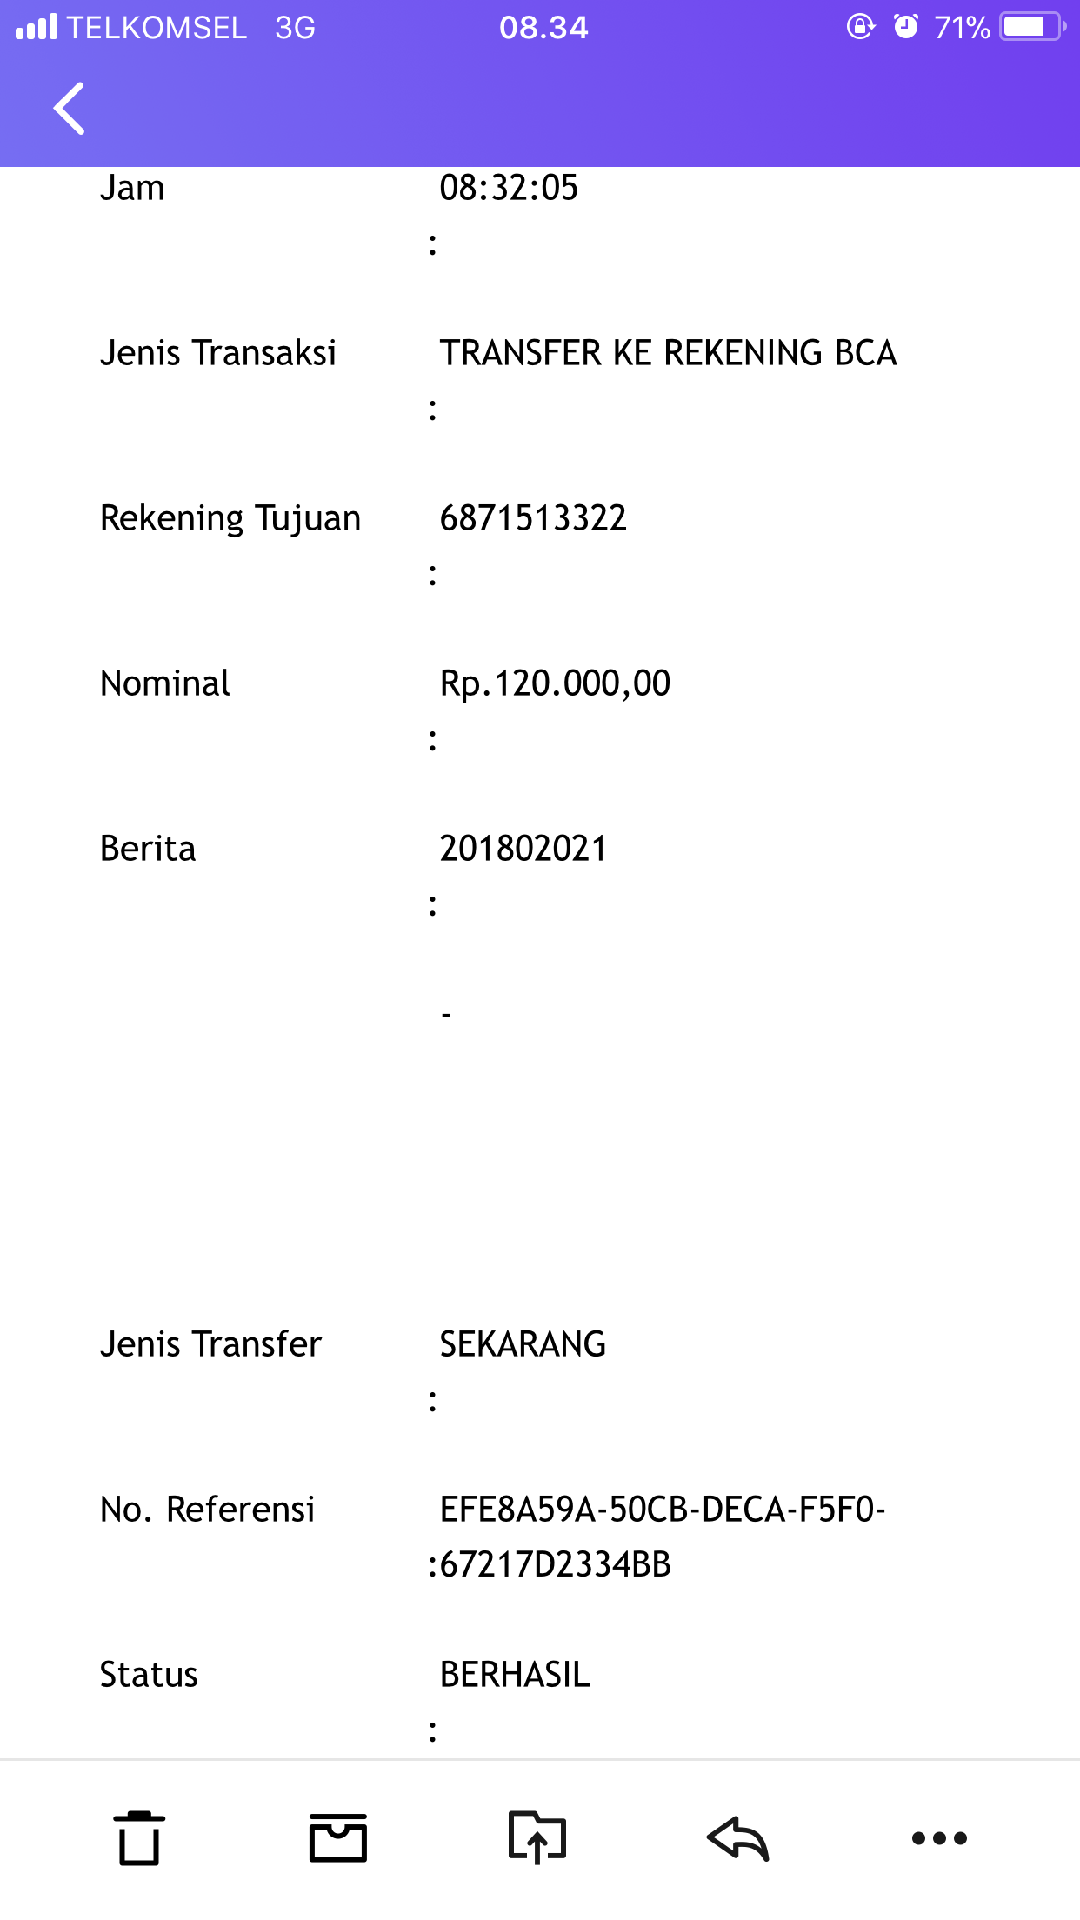 TELKOMSEL 3G 08.34 71%
Jam 08:32:05
:
Jenis Transaksi TRANSFER KE REKENING BCA
:
Rekening Tujuan 6871513322
:
Nominal Rp.120.000,00
:
Berita 201802021
:
-
Jenis Transfer SEKARANG
:
No. Referensi EFE8A59A-50CB-DECA-F5F0-
:67217D2334BB
Status BERHASIL
: